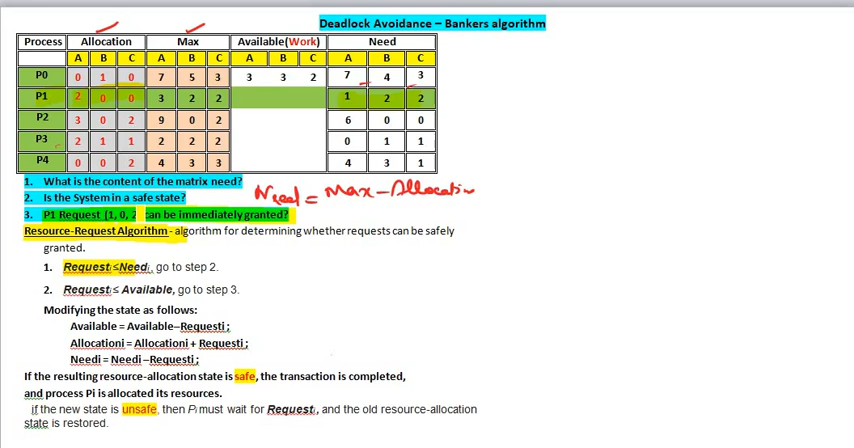 Deadlock Avoidance – Bankers algorithm
Process Allocation Max Available(Work) Need
A B C A B C A B C A B C
P0 0 1 0 7 5 3 3 3 2 7 4 3
P1 2 0 0 3 2 2 1 2 2
P2 3 0 2 9 0 2 6 0 0
P3 2 1 1 2 2 2 0 1 1
P4 0 0 2 4 3 3 4 3 1
1. What is the content of the matrix need?
2. Is the System in a safe state?
Need = Max - Allocation
3. P1 Request (1, 0, 2 can be immediately granted?
Resource-Request Algorithm - algorithm for determining whether requests can be safely
granted.
1. Requesti≤Needi, go to step 2.
2. Requesti≤ Available, go to step 3.
Modifying the state as follows:
Available = Available–Requesti ;
Allocationi = Allocationi + Requesti ;
Needi = Needi–Requesti ;
If the resulting resource-allocation state is safe, the transaction is completed,
and process Pi is allocated its resources.
if the new state is unsafe, then Pi must wait for Requesti, and the old resource-allocation
state is restored.